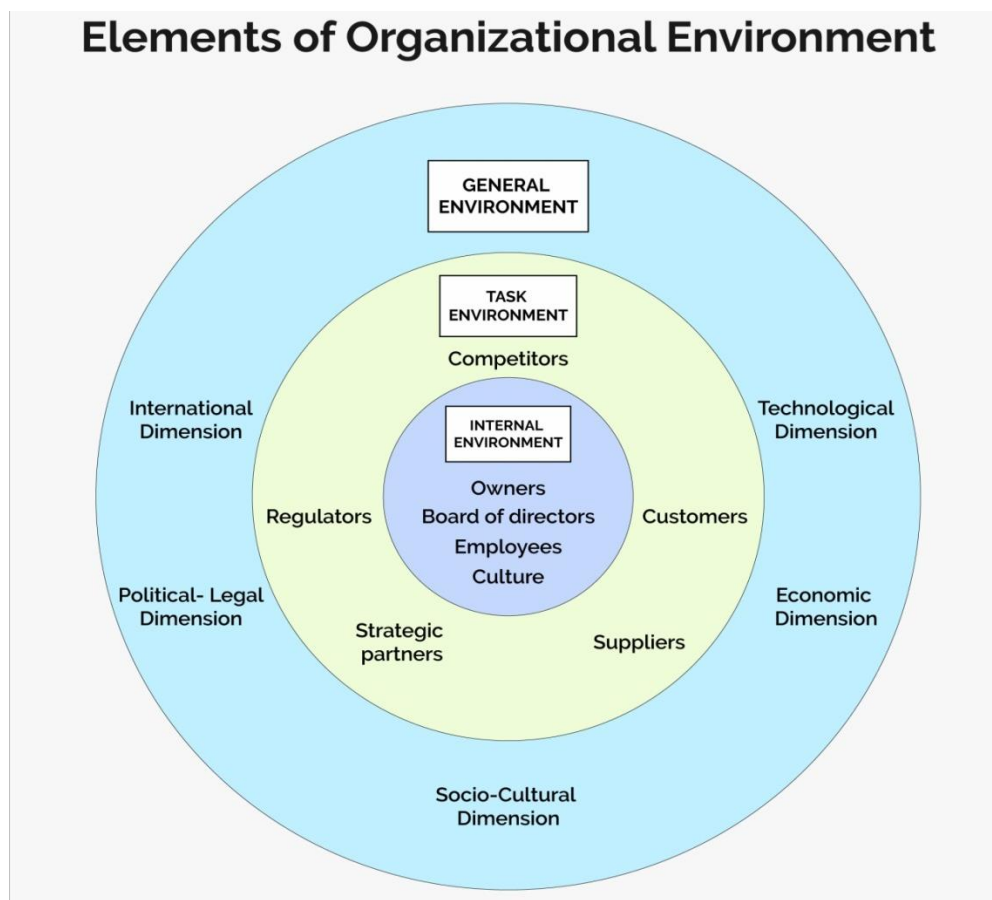 Elements of Organizational Environment
GENERAL
ENVIRONMENT
TASK
ENVIRONMENT
Competitors
International
Dimension
Technological
Dimension
INTERNAL
ENVIRONMENT
Owners
Board of directors
Employees
Culture
Regulators
Customers
Political- Legal
Dimension
Economic
Dimension
Strategic
partners
Suppliers
Socio-Cultural
Dimension